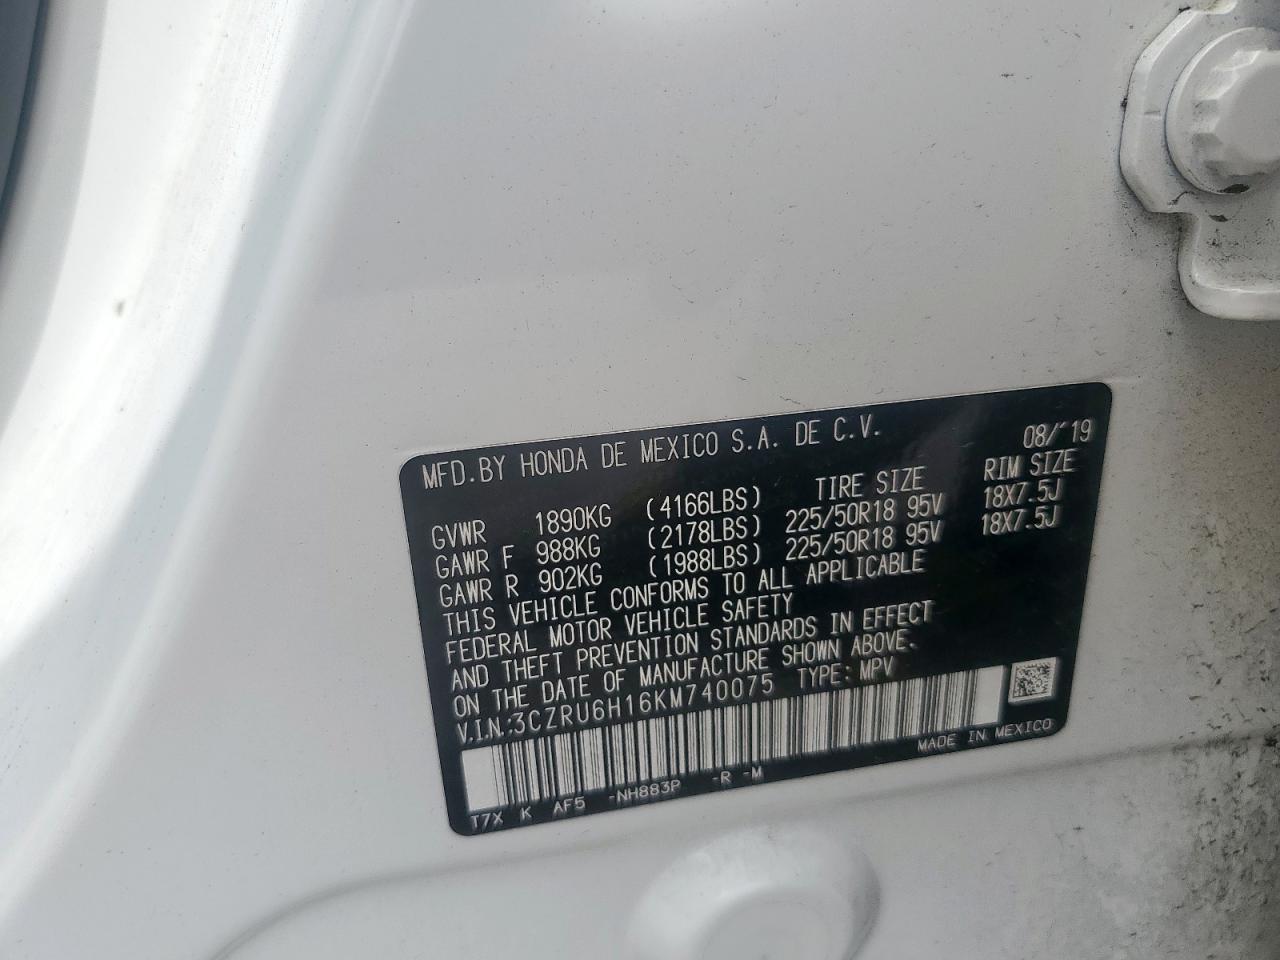 MFD.BY HONDA DE MEXICO S.A. DE C.V. 08/'19
TIRE SIZE RIM SIZE
GVWR 1890KG (4166LBS)
GAWR F 988KG (2178LBS) 225/50R18 95V 18X7.5J
GAWR R 902KG (1988LBS) 225/50R18 95V 18X7.5J
THIS VEHICLE CONFORMS TO ALL APPLICABLE
FEDERAL MOTOR VEHICLE SAFETY
AND THEFT PREVENTION STANDARDS IN EFFECT
ON THE DATE OF MANUFACTURE SHOWN ABOVE.
V.I.N.:3CZRU6H16KM740075 TYPE: MPV
T7X K AF5 -NH883P -R -M MADE IN MEXICO